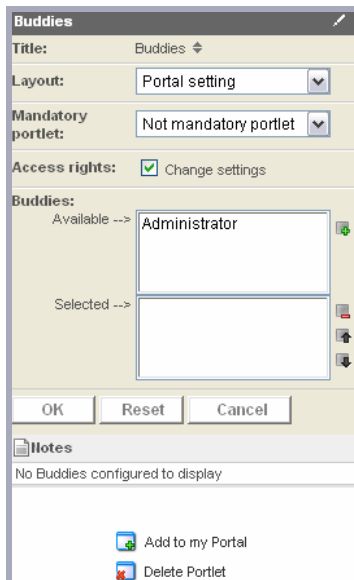 Buddies
Title: Buddies
Layout: Portal setting
Mandatory portlet: Not mandatory portlet
Access rights: Change settings
Buddies:
Available --> Administrator
Selected -->
OK Reset Cancel
Notes
No Buddies configured to display
Add to my Portal
Delete Portlet